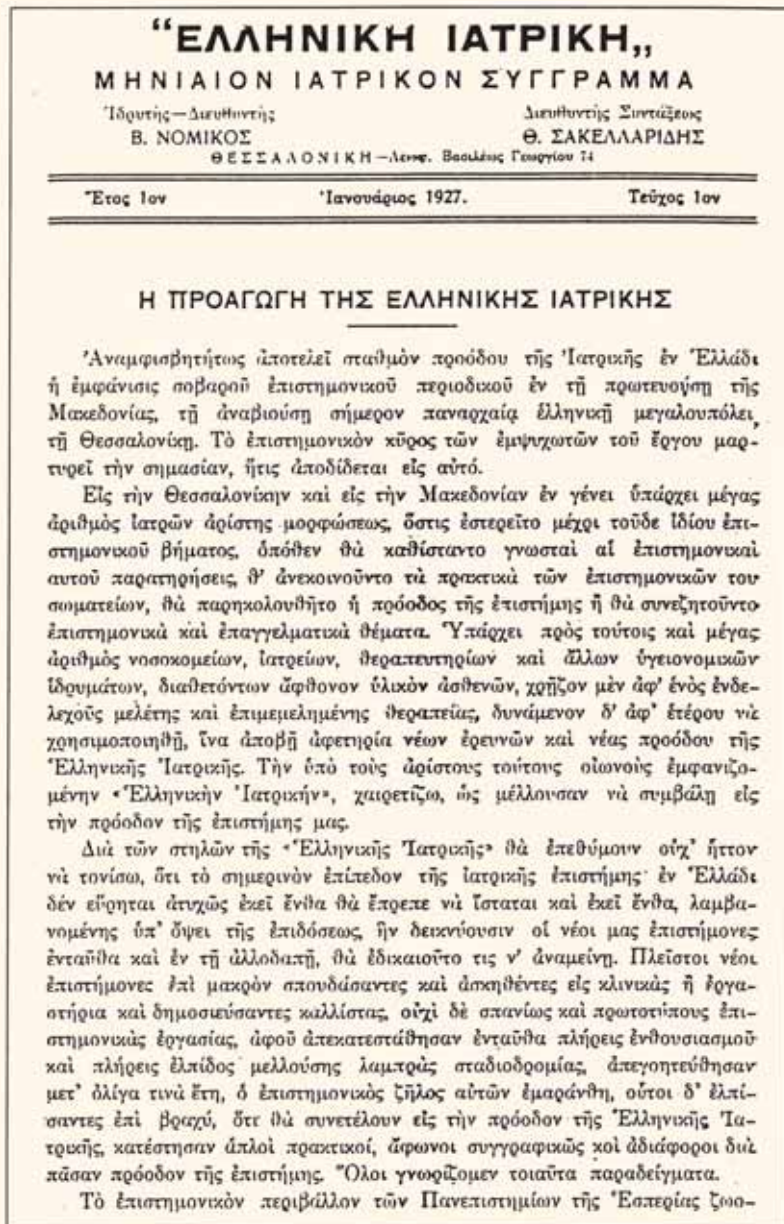 “ΕΛΛΗΝΙΚΗ ΙΑΤΡΙΚΗ„
ΜΗΝΙΑΙΟΝ ΙΑΤΡΙΚΟΝ ΣΥΓΓΡΑΜΜΑ
Ἱδρυτὴς—Διευθυντὴς Διευθυντὴς Συντάξεως
Β. ΝΟΜΙΚΟΣ Θ. ΣΑΚΕΛΛΑΡΙΔΗΣ
ΘΕΣΣΑΛΟΝΙΚΗ—Λεωφ. Βασιλέως Γεωργίου 74
Ἔτος 1ον Ἰανουάριος 1927. Τεῦχος 1ον
Η ΠΡΟΑΓΩΓΗ ΤΗΣ ΕΛΛΗΝΙΚΗΣ ΙΑΤΡΙΚΗΣ
Ἀναμφισβητήτως ἀποτελεῖ σταθμὸν προόδου τῆς Ἰατρικῆς ἐν Ἑλλάδι
ἡ ἐμφάνισις σοβαροῦ ἐπιστημονικοῦ περιοδικοῦ ἐν τῇ πρωτευούσῃ τῆς
Μακεδονίας, τῇ ἀναβιούσῃ σήμερον παναρχαίᾳ ἑλληνικῇ μεγαλουπόλει,
τῇ Θεσσαλονίκῃ. Τὸ ἐπιστημονικὸν κῦρος τῶν ἐμψυχωτῶν τοῦ ἔργου μαρ-
τυρεῖ τὴν σημασίαν, ἥτις ἀποδίδεται εἰς αὐτό.
Εἰς τὴν Θεσσαλονίκην καὶ εἰς τὴν Μακεδονίαν ἐν γένει ὑπάρχει μέγας
ἀριθμὸς ἰατρῶν ἀρίστης μορφώσεως, ὅστις ἐστερεῖτο μέχρι τοῦδε ἰδίου ἐπι-
στημονικοῦ βήματος, ὁπόθεν θὰ καθίσταντο γνωσταὶ αἱ ἐπιστημονικαὶ
αυτοῦ παρατηρήσεις, θ' ἀνεκοινοῦντο τὰ πρακτικὰ τῶν ἐπιστημονικῶν του
σωματείων, θὰ παρηκολουθῆτο ἡ πρόοδος τῆς ἐπιστήμης ἢ θὰ συνεζητοῦντο
ἐπιστημονικὰ καὶ ἐπαγγελματικὰ θέματα. Ὑπάρχει πρὸς τούτοις καὶ μέγας
ἀριθμὸς νοσοκομείων, ἰατρείων, θεραπευτηρίων καὶ ἄλλων ὑγειονομικῶν
ἱδρυμάτων, διαθετόντων ἄφθονον ὑλικὸν ἀσθενῶν, χρῇζον μὲν ἀφ' ἑνὸς ἐνδε-
λεχοῦς μελέτης καὶ ἐπιμεμελημένης θεραπείας, δυνάμενον δ' ἀφ' ἑτέρου νὰ
χρησιμοποιηθῇ, ἵνα ἀποβῇ ἀφετηρία νέων ἐρευνῶν καὶ νέας προόδου τῆς
Ἑλληνικῆς Ἰατρικῆς. Τὴν ὑπὸ τοὺς ἀρίστους τούτους οἰωνοὺς ἐμφανιζο-
μένην «Ἑλληνικὴν Ἰατρικήν», χαιρετίζω, ὡς μέλλουσαν νὰ συμβάλῃ εἰς
τὴν πρόοδον τῆς ἐπιστήμης μας.
Διὰ τῶν στηλῶν τῆς «Ἑλληνικῆς Ἰατρικῆς» θὰ ἐπεθύμουν οὐχ' ἧττον
νὰ τονίσω, ὅτι τὸ σημερινὸν ἐπίπεδον τῆς ἰατρικῆς ἐπιστήμης ἐν Ἑλλάδι
δέν εὕρηται ἀτυχῶς ἐκεῖ ἔνθα θὰ ἔπρεπε νὰ ἵσταται καὶ ἐκεῖ ἔνθα, λαμβα-
νομένης ὑπ' ὄψει τῆς ἐπιδόσεως, ἣν δεικνύουσιν οἱ νέοι μας ἐπιστήμονες
ἐνταῦθα καὶ ἐν τῇ ἀλλοδαπῇ, θὰ ἐδικαιοῦτο τις ν' ἀναμείνῃ. Πλεῖστοι νέοι
ἐπιστήμονες ἐπὶ μακρὸν σπουδάσαντες καὶ ἀσκηθέντες εἰς κλινικὰς ἢ ἐργα-
στήρια καὶ δημοσιεύσαντες καλλίστας, οὐχὶ δὲ σπανίως καὶ πρωτοτύπους ἐπι-
στημονικὰς ἐργασίας, ἀφοῦ ἀπεκατεστάθησαν ἐνταῦθα πλήρεις ἐνθουσιασμοῦ
καὶ πλήρεις ἐλπίδος μελλούσης λαμπρᾶς σταδιοδρομίας, ἀπεγοητεύθησαν
μετ' ὀλίγα τινὰ ἔτη, ὁ ἐπιστημονικὸς ζῆλος αὐτῶν ἐμαράνθη, οὗτοι δ' ἐλπί-
σαντες ἐπὶ βραχύ, ὅτι θὰ συνετέλουν εἰς τὴν πρόοδον τῆς Ἑλληνικῆς Ἰα-
τρικῆς, κατέστησαν ἁπλοῖ πρακτικοί, ἄφωνοι συγγραφικῶς κοὶ ἀδιάφοροι διὰ
πᾶσαν πρόοδον τῆς ἐπιστήμης. Ὅλοι γνωρίζομεν τοιαῦτα παραδείγματα.
Τὸ ἐπιστημονικὸν περιβάλλον τῶν Πανεπιστημίων τῆς Ἑσπερίας ζωο-